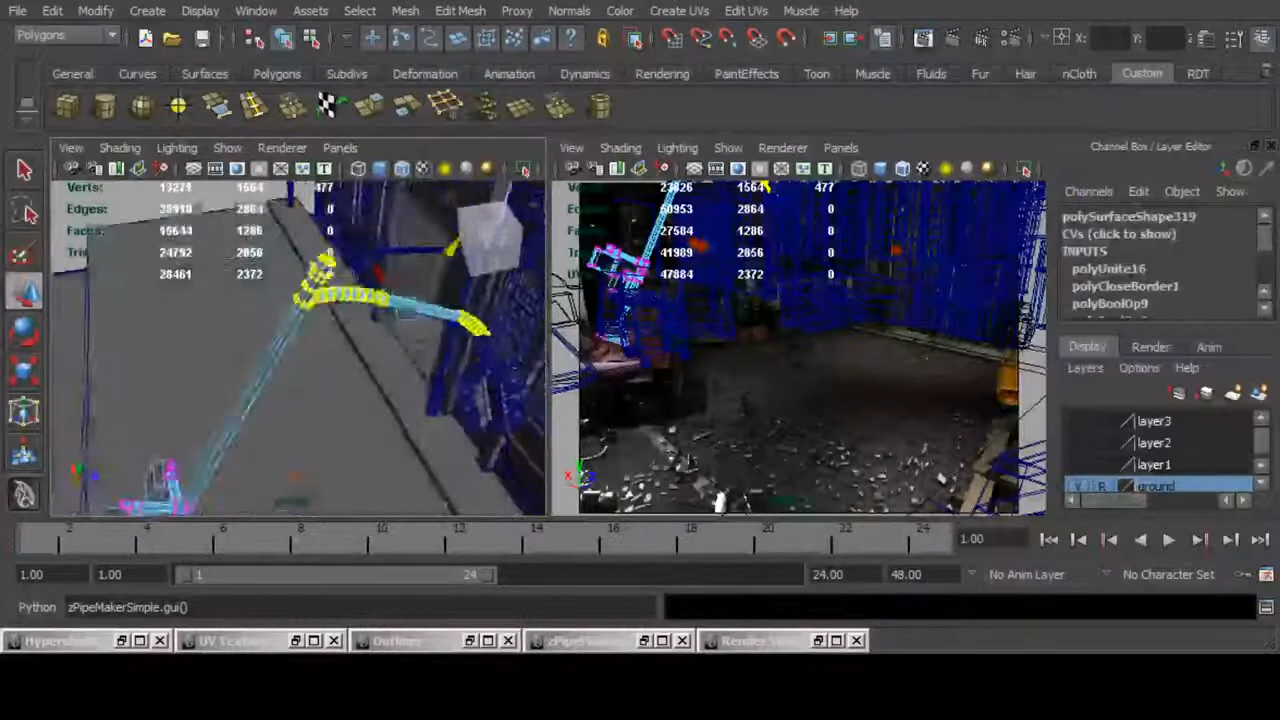 File Edit Modify Create Display Window Assets Select Mesh Edit Mesh Proxy Normals Color Create UVs Edit UVs Muscle Help
Polygons X: Y: Z
General Curves Surfaces Polygons Subdivs Deformation Animation Dynamics Rendering PaintEffects Toon Muscle Fluids Fur Hair nCloth Custom RDT
View Shading Lighting Show Renderer Panels
View Shading Lighting Show Renderer Panels
Channel Box / Layer Editor
Channels Edit Object Show
Verts: 13279 1564 477
Edges: 2864 0
Faces: 1286 0
24792 2056 0
28461 2372 0
23826 1564 477
50953 2864 0
27584 1286 0
41989 2856 0
47884 2372 0
polySurfaceShape319
CVs (click to show)
INPUTS
polyUnite16
polyCloseBorder1
polyBoolOp9
Display Render Anim
Layers Options Help
layer3
layer2
layer1
V R ground
2 4 6 8 10 12 14 16 18 20 22 24
1.00
1.00 1.00 1 24 24.00 48.00 No Anim Layer No Character Set
Python zPipeMakerSimple.gui()
UV Textu